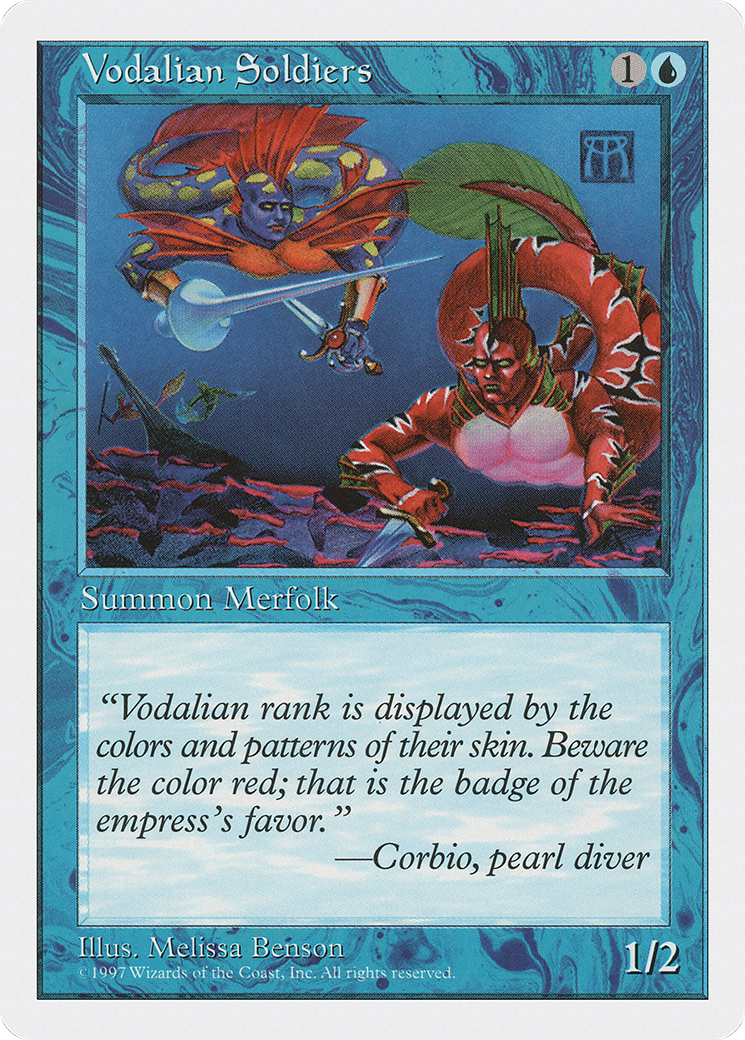 Vodalian Soldiers 1
Summon Merfolk
“Vodalian rank is displayed by the
colors and patterns of their skin. Beware
the color red; that is the badge of the
empress’s favor.”
—Corbio, pearl diver
Illus. Melissa Benson
©1997 Wizards of the Coast, Inc. All rights reserved.
1/2